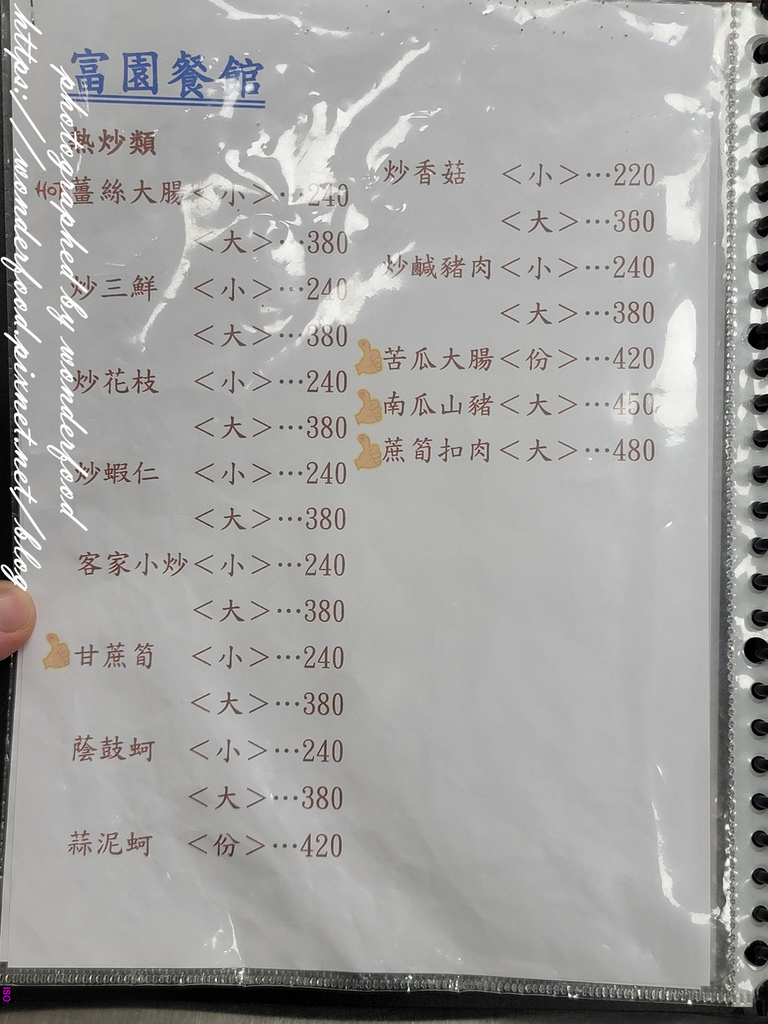 富園餐館
熱炒類
薑絲大腸<小>…240
<大>…380
炒三鮮 <小>…240
<大>…380
炒花枝 <小>…240
<大>…380
炒蝦仁 <小>…240
<大>…380
客家小炒<小>…240
<大>…380
甘蔗筍 <小>…240
<大>…380
蔭鼓蚵 <小>…240
<大>…380
蒜泥蚵 <份>…420
炒香菇 <小>…220
<大>…360
炒鹹豬肉<小>…240
<大>…380
苦瓜大腸<份>…420
南瓜山豬<大>…450
蔗筍扣肉<大>…480
photographed by wonderfood
https://wonderfood.pixnet.net/blog